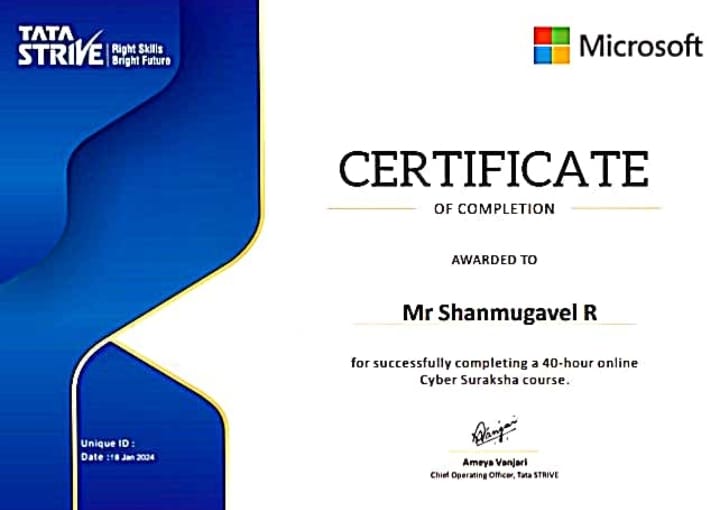 TATA
STRIVE
Right Skills
Bright Future
Microsoft
CERTIFICATE
OF COMPLETION
AWARDED TO
Mr Shanmugavel R
for successfully completing a 40-hour online
Cyber Suraksha course.
Ameya Vanjari
Chief Operating Officer, Tata STRIVE
Unique ID :
Date :18 Jan 2024